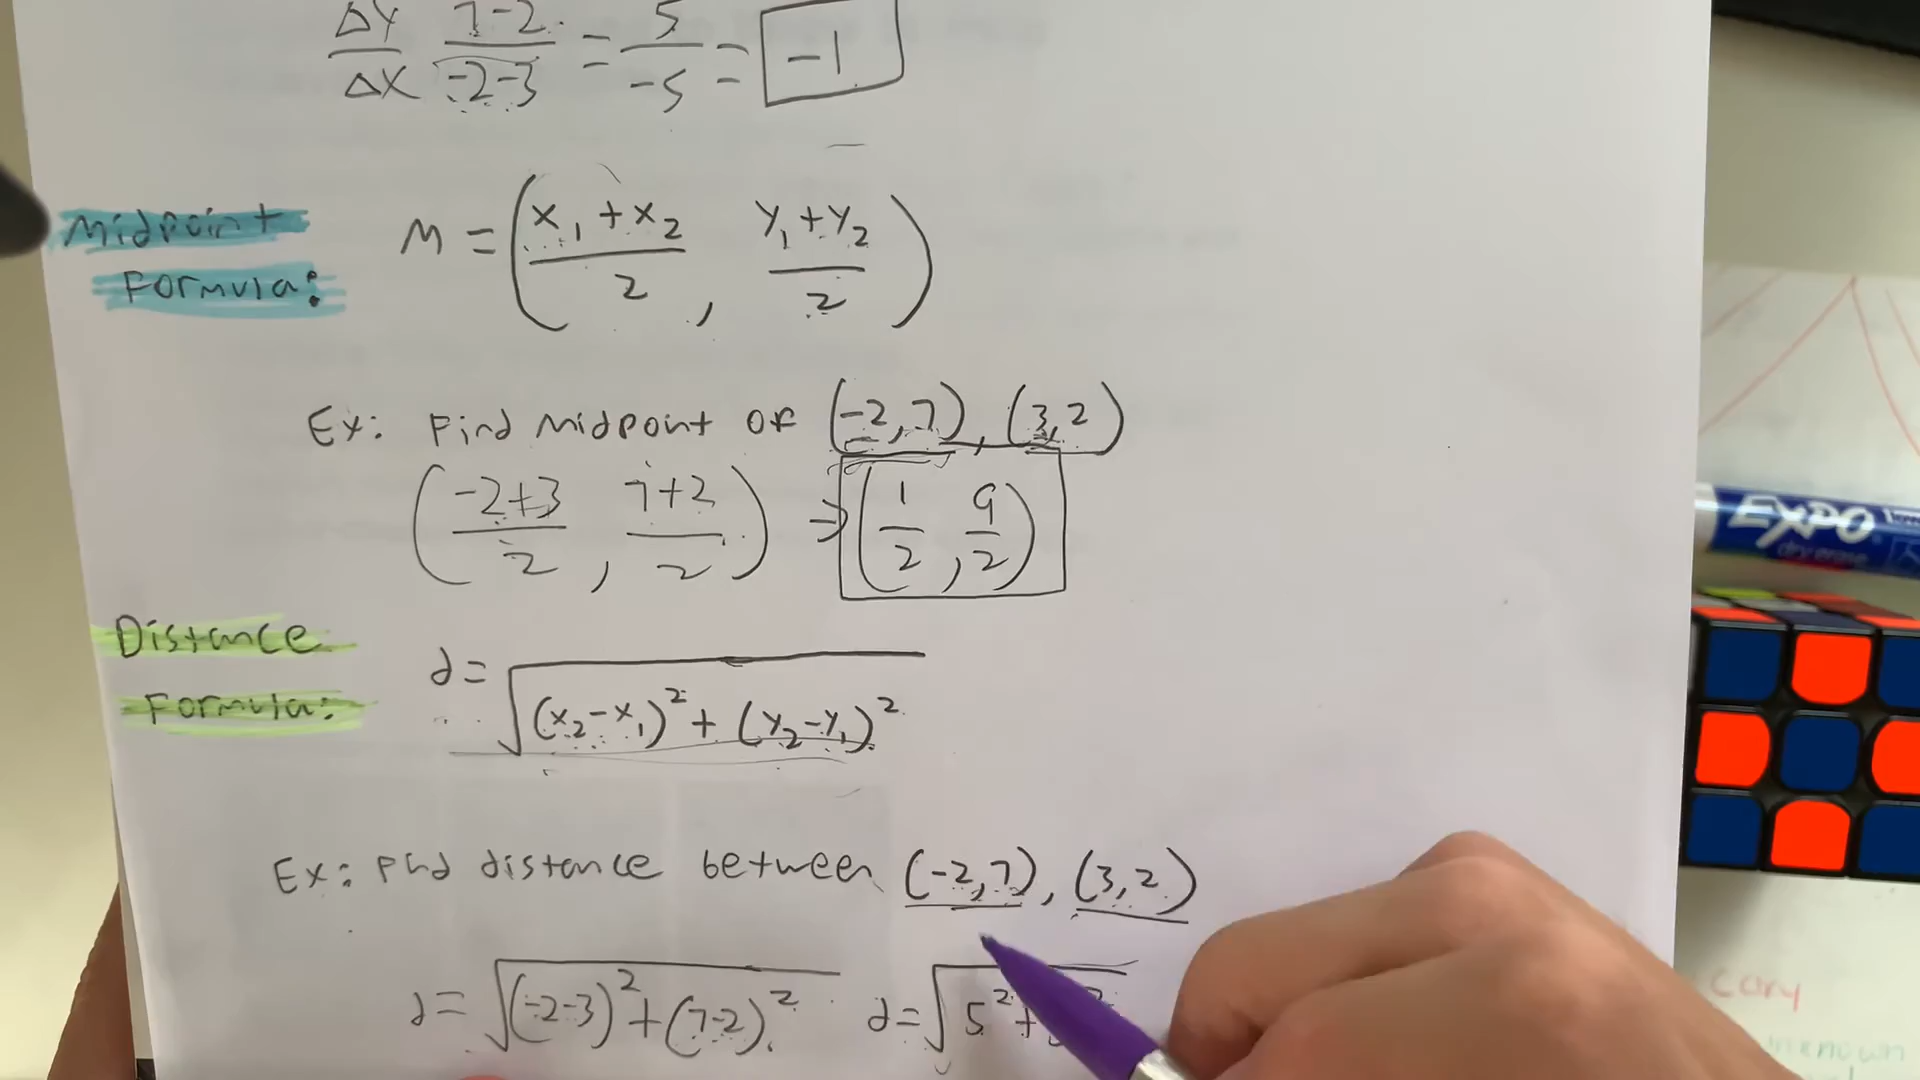 ΔY/ΔX 7-2/-2-3 = 5/-5 = -1
Midpoint Formula: M = (x₁+x₂/2, y₁+y₂/2)
Ex: Find midpoint of (-2,7), (3,2)
(-2+3/2, 7+2/2) → (1/2, 9/2)
Distance Formula: d = √(x₂-x₁)²+(y₂-y₁)²
Ex: Find distance between (-2,7), (3,2)
d = √(-2-3)²+(7-2)² d = √5²+
EXPO
dry erase